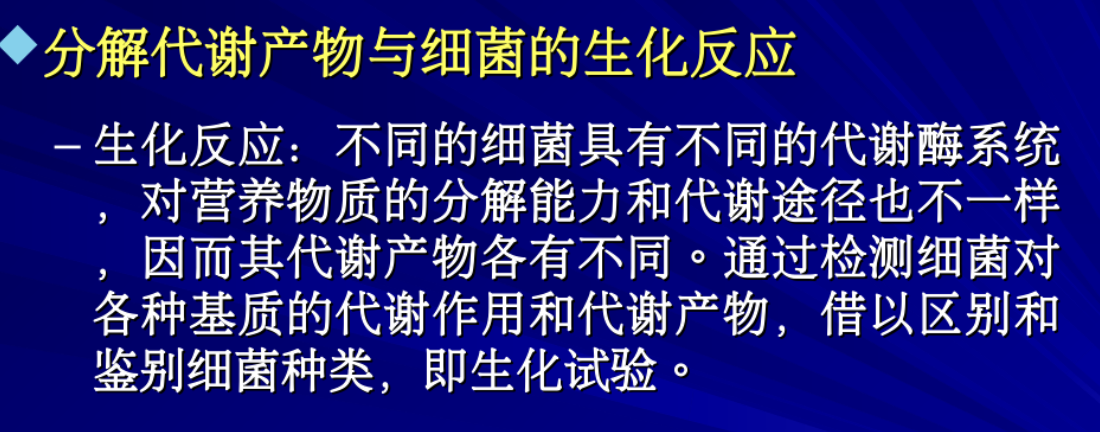 分解代谢产物与细菌的生化反应
– 生化反应：不同的细菌具有不同的代谢酶系统
，对营养物质的分解能力和代谢途径也不一样
，因而其代谢产物各有不同。通过检测细菌对
各种基质的代谢作用和代谢产物，借以区别和
鉴别细菌种类，即生化试验。